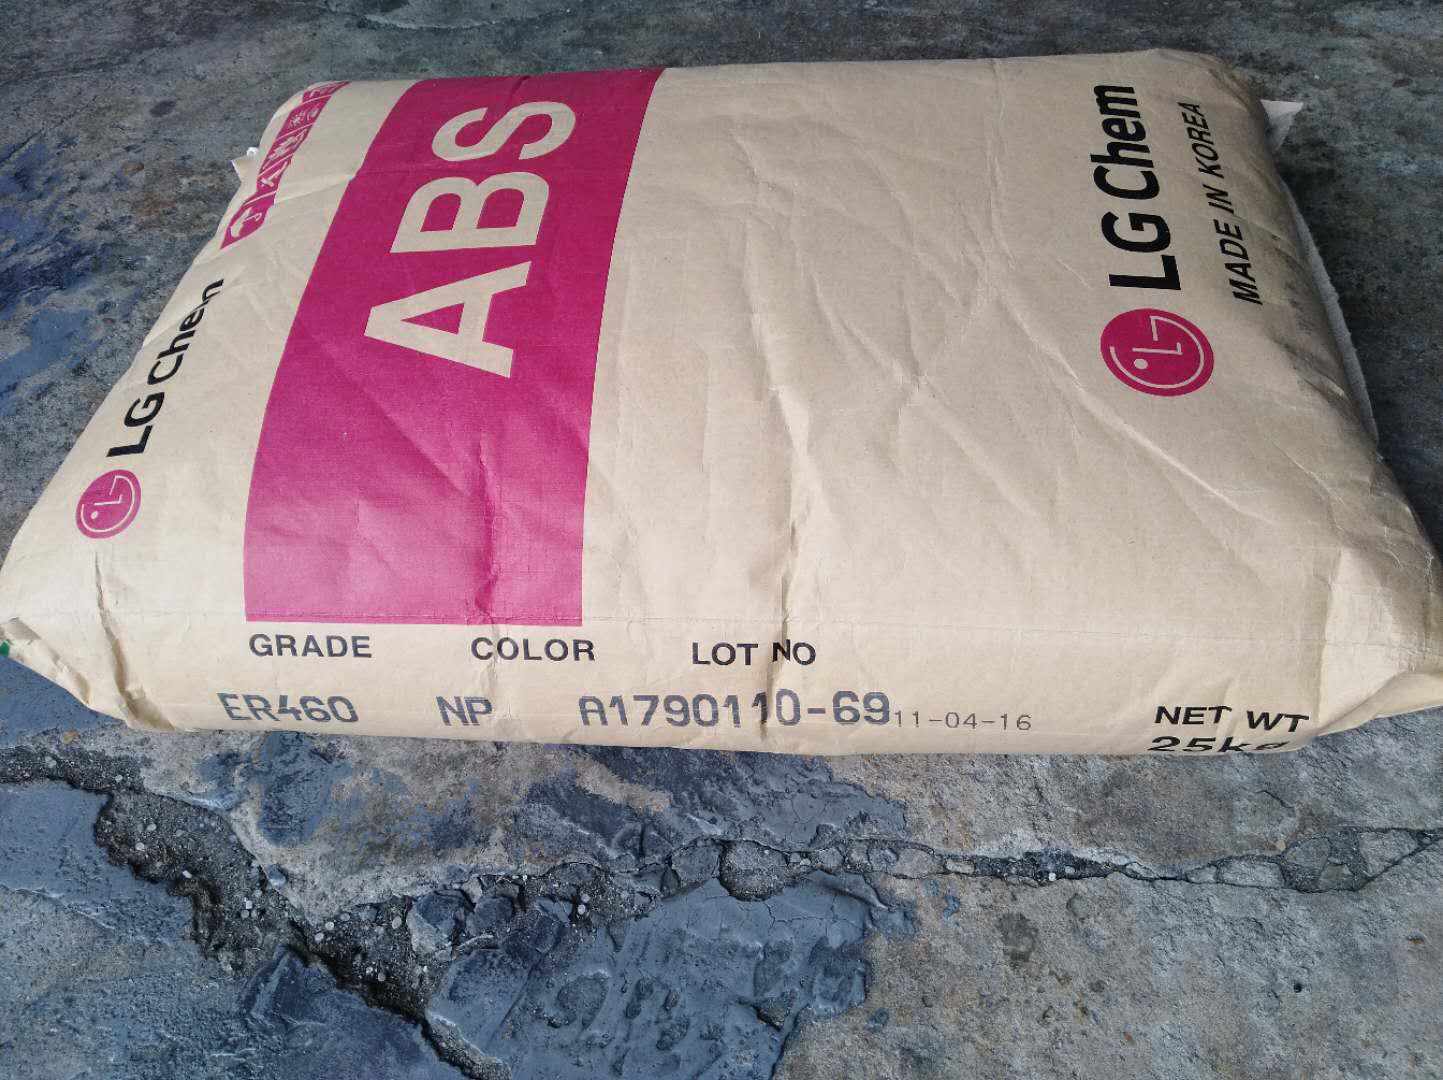 LG Chem
ABS
LG Chem
MADE IN KOREA
GRADE COLOR LOT NO
ER460 NP A1790110-69 11-04-16
NET WT
25kg